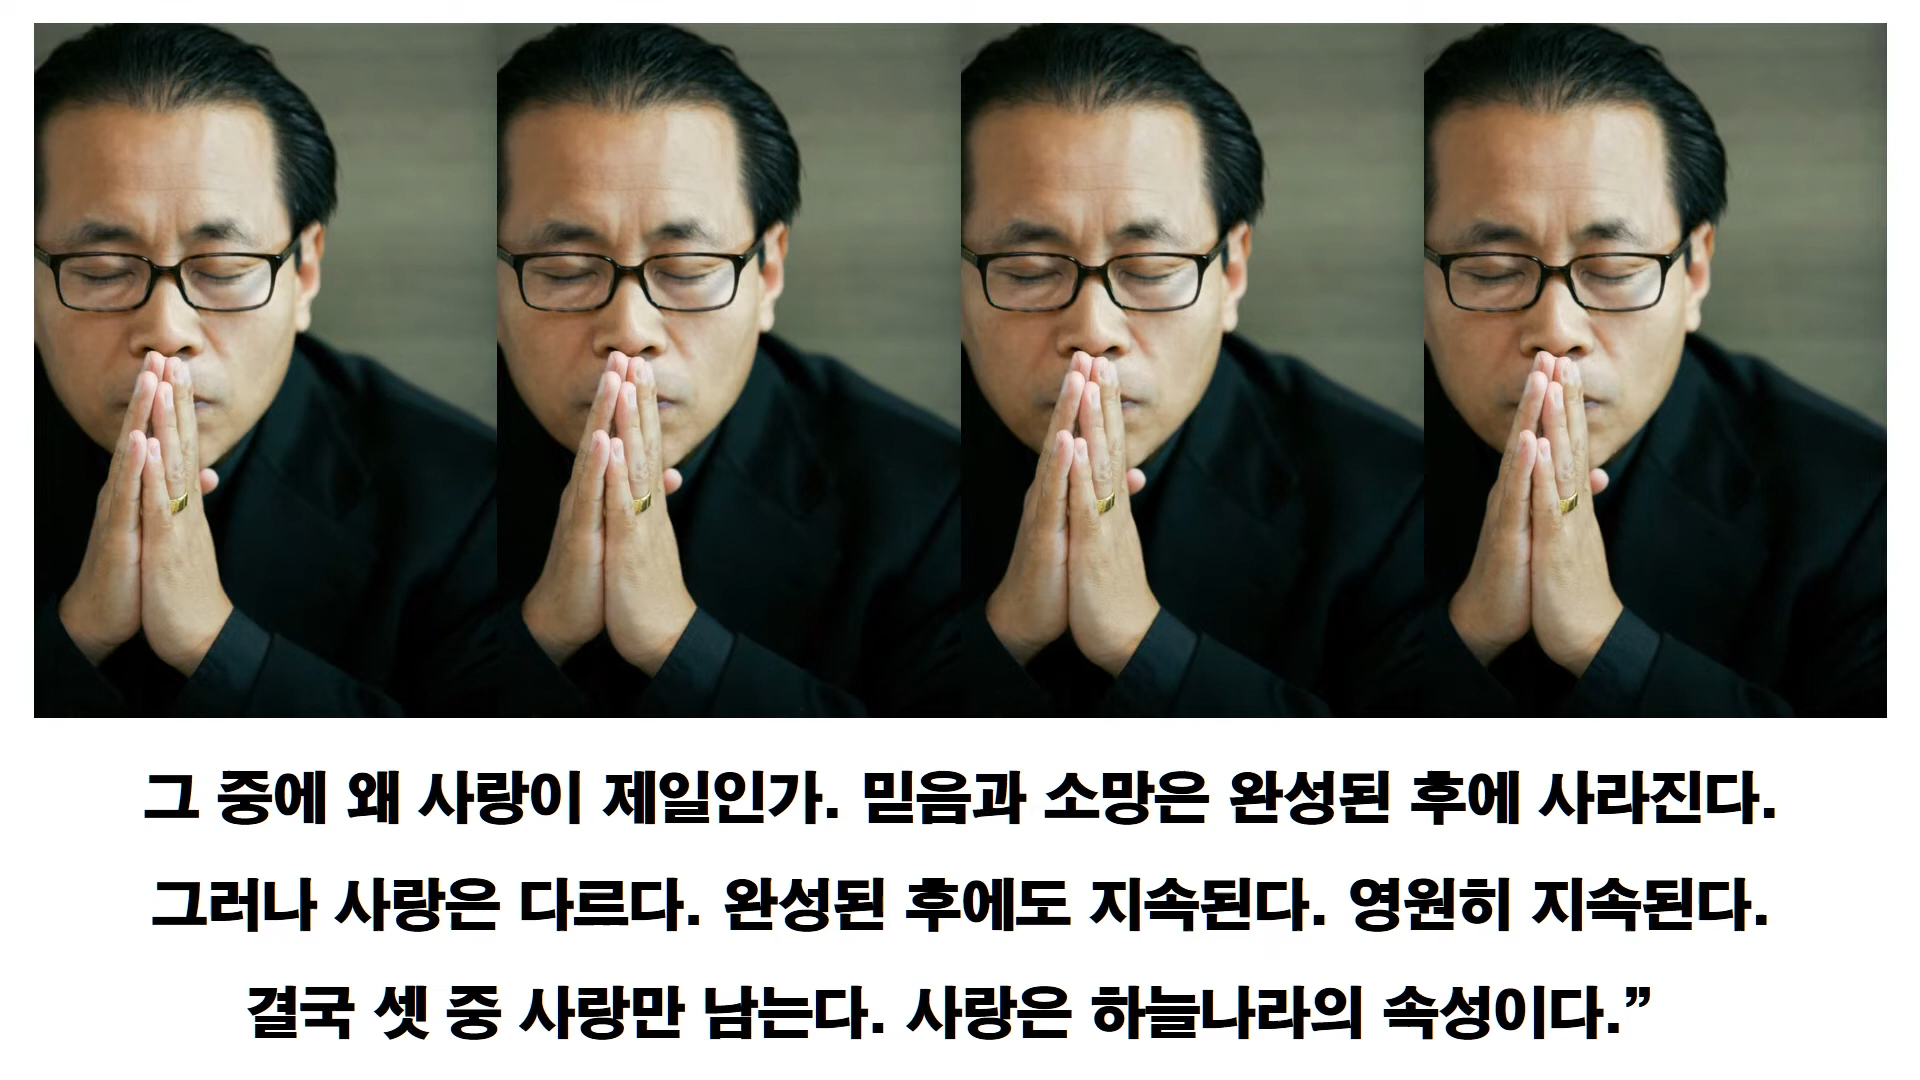 그 중에 왜 사랑이 제일인가. 믿음과 소망은 완성된 후에 사라진다.
그러나 사랑은 다르다. 완성된 후에도 지속된다. 영원히 지속된다.
결국 셋 중 사랑만 남는다. 사랑은 하늘나라의 속성이다.”